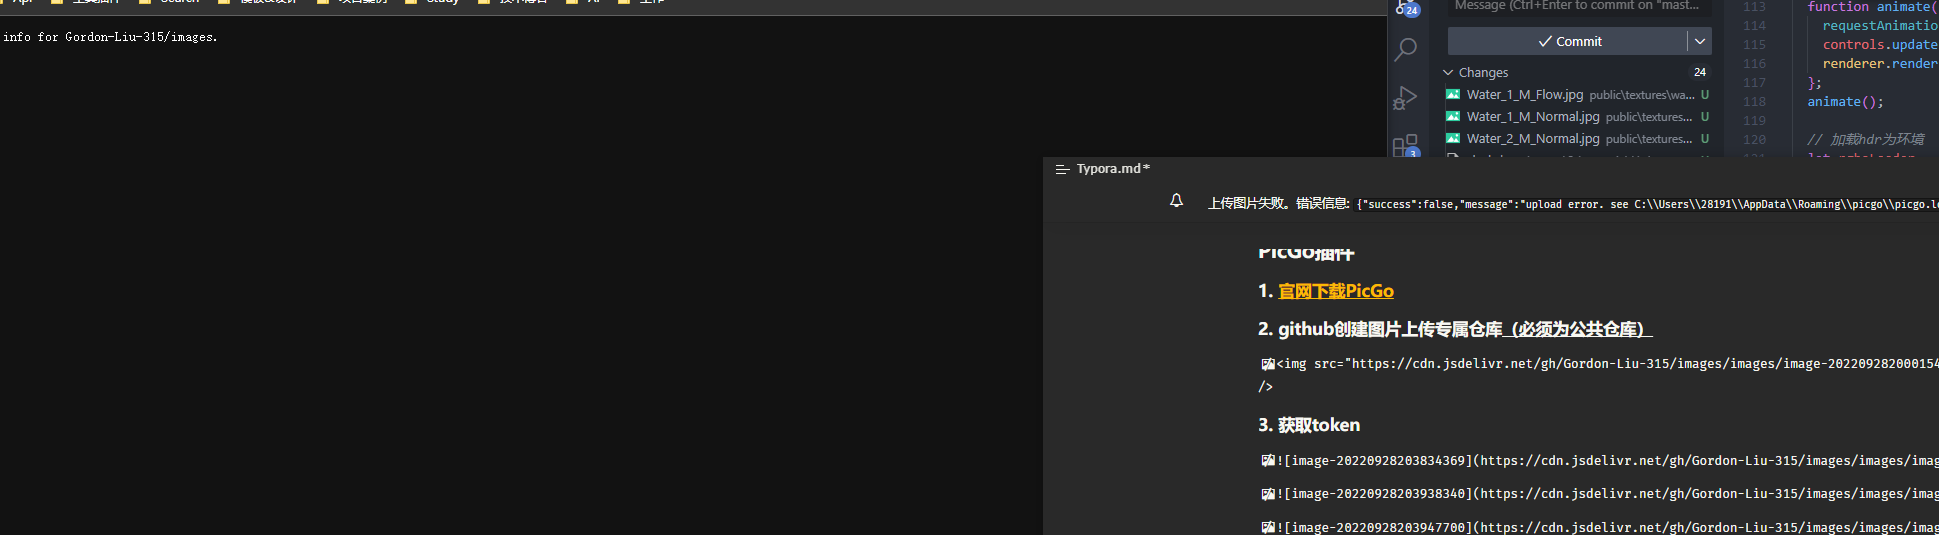 info for Gordon-Liu-315/images.
24
Message (Ctrl+Enter to commit on "mast...
Commit
Changes 24
Water_1_M_Flow.jpg public\textures\wa... U
Water_1_M_Normal.jpg public\textures... U
Water_2_M_Normal.jpg public\textures... U
3
113 function animate(
114 requestAnimatio
115 controls.update
116 renderer.render
117 };
118 animate();
119
120 // 加载hdr为环境
Typora.md*
上传图片失败。错误信息: {"success":false,"message":"upload error. see C:\\Users\\28191\\AppData\\Roaming\\picgo\\picgo.lo
PicGo插件
1. 官网下载PicGo
2. github创建图片上传专属仓库（必须为公共仓库）
<img src="https://cdn.jsdelivr.net/gh/Gordon-Liu-315/images/images/image-202209282000154
/>
3. 获取token
![image-20220928203834369](https://cdn.jsdelivr.net/gh/Gordon-Liu-315/images/images/imag
![image-20220928203938340](https://cdn.jsdelivr.net/gh/Gordon-Liu-315/images/images/imag
![image-20220928203947700](https://cdn.jsdelivr.net/gh/Gordon-Liu-315/images/images/imag